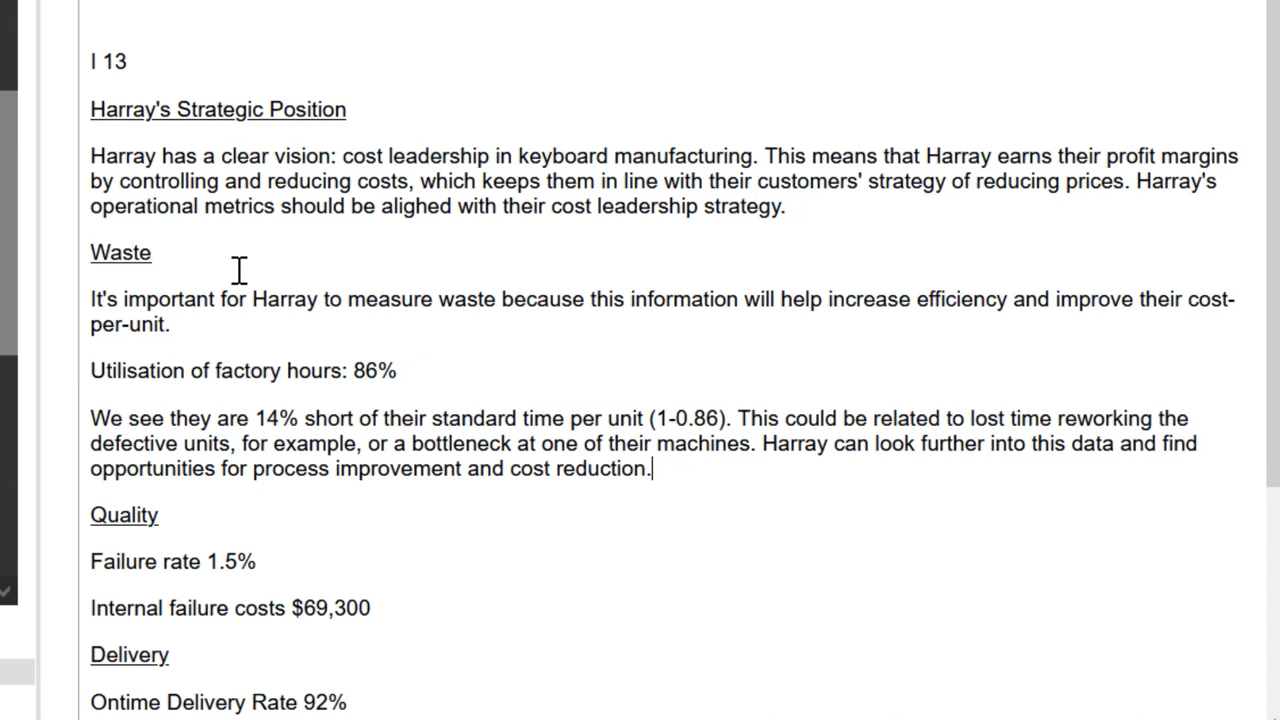 I 13
Harray's Strategic Position
Harray has a clear vision: cost leadership in keyboard manufacturing. This means that Harray earns their profit margins
by controlling and reducing costs, which keeps them in line with their customers' strategy of reducing prices. Harray's
operational metrics should be alighed with their cost leadership strategy.
Waste
It's important for Harray to measure waste because this information will help increase efficiency and improve their cost-
per-unit.
Utilisation of factory hours: 86%
We see they are 14% short of their standard time per unit (1-0.86). This could be related to lost time reworking the
defective units, for example, or a bottleneck at one of their machines. Harray can look further into this data and find
opportunities for process improvement and cost reduction.
Quality
Failure rate 1.5%
Internal failure costs $69,300
Delivery
Ontime Delivery Rate 92%